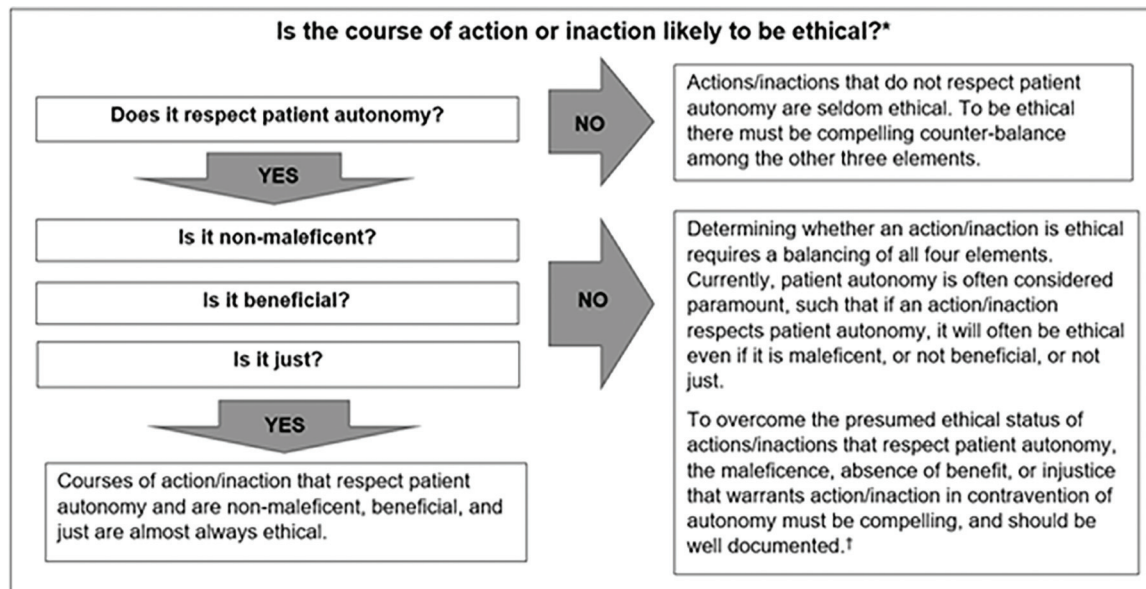 Is the course of action or inaction likely to be ethical?*
Does it respect patient autonomy?
NO
Actions/inactions that do not respect patient
autonomy are seldom ethical. To be ethical
there must be compelling counter-balance
among the other three elements.
YES
Is it non-maleficent?
Is it beneficial?
Is it just?
NO
Determining whether an action/inaction is ethical
requires a balancing of all four elements.
Currently, patient autonomy is often considered
paramount, such that if an action/inaction
respects patient autonomy, it will often be ethical
even if it is maleficent, or not beneficial, or not
just.
To overcome the presumed ethical status of
actions/inactions that respect patient autonomy,
the maleficence, absence of benefit, or injustice
that warrants action/inaction in contravention of
autonomy must be compelling, and should be
well documented.†
YES
Courses of action/inaction that respect patient
autonomy and are non-maleficent, beneficial, and
just are almost always ethical.